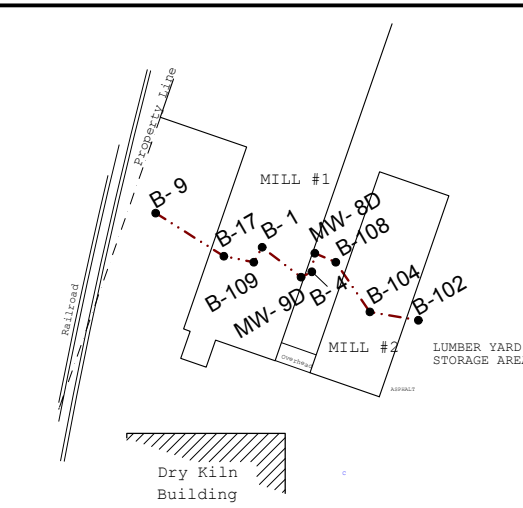 Property Line
Railroad
MILL #1
B- 9
B-17
B- 1
B-109
MW- 8D
B-108
MW- 9D
B- 4
B-104
B-102
MILL #2
LUMBER YARD
STORAGE AREA
Overhead
ASPHALT
Dry Kiln
Building
c